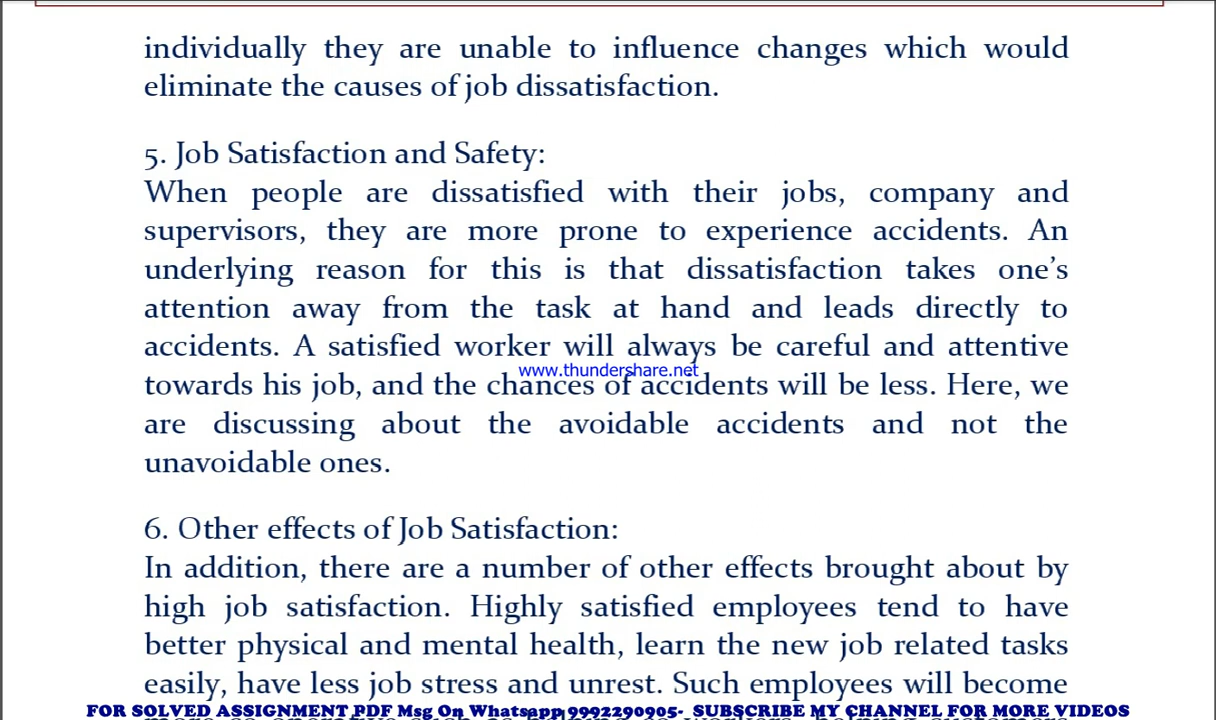 individually they are unable to influence changes which would
eliminate the causes of job dissatisfaction.
5. Job Satisfaction and Safety:
When people are dissatisfied with their jobs, company and
supervisors, they are more prone to experience accidents. An
underlying reason for this is that dissatisfaction takes one's
attention away from the task at hand and leads directly to
accidents. A satisfied worker will always be careful and attentive
www.thundershare.net
towards his job, and the chances of accidents will be less. Here, we
are discussing about the avoidable accidents and not the
unavoidable ones.
6. Other effects of Job Satisfaction:
In addition, there are a number of other effects brought about by
high job satisfaction. Highly satisfied employees tend to have
better physical and mental health, learn the new job related tasks
easily, have less job stress and unrest. Such employees will become
FOR SOLVED ASSIGNMENT PDF Msg On Whatsapp 9992290905- SUBSCRIBE MY CHANNEL FOR MORE VIDEOS